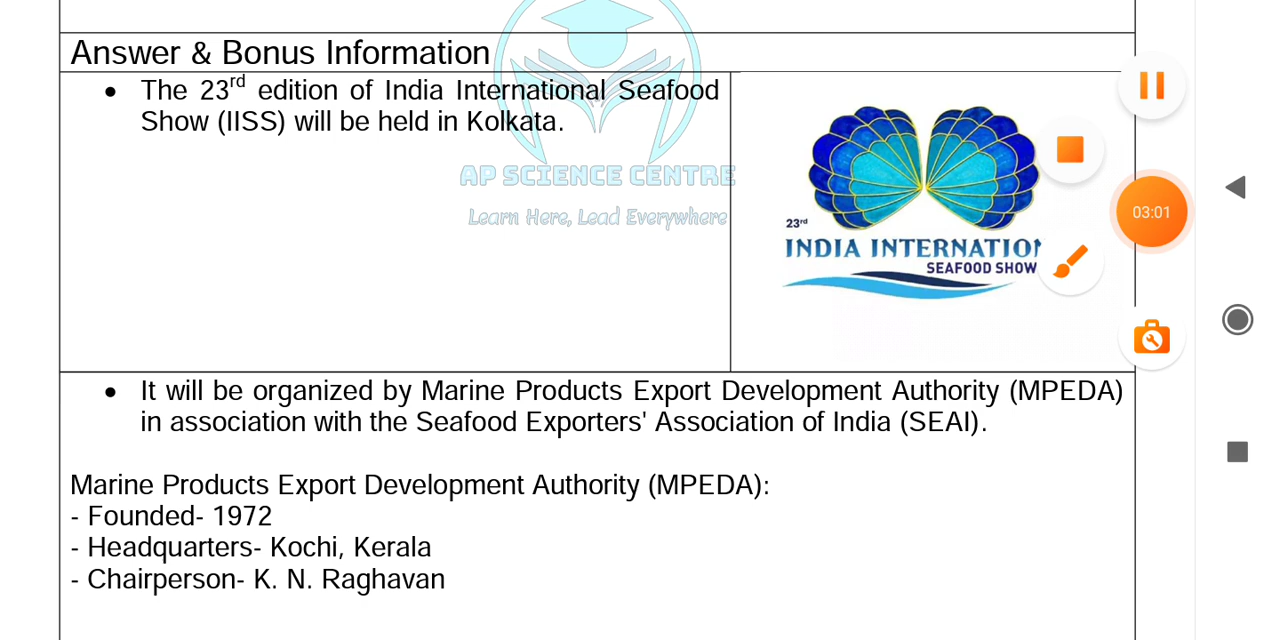 Answer & Bonus Information
• The 23rd edition of India International Seafood
Show (IISS) will be held in Kolkata.
AP SCIENCE CENTRE
Learn Here, Lead Everywhere
23rd
INDIA INTERNATION
SEAFOOD SHOW
03:01
• It will be organized by Marine Products Export Development Authority (MPEDA)
in association with the Seafood Exporters' Association of India (SEAI).
Marine Products Export Development Authority (MPEDA):
- Founded- 1972
- Headquarters- Kochi, Kerala
- Chairperson- K. N. Raghavan